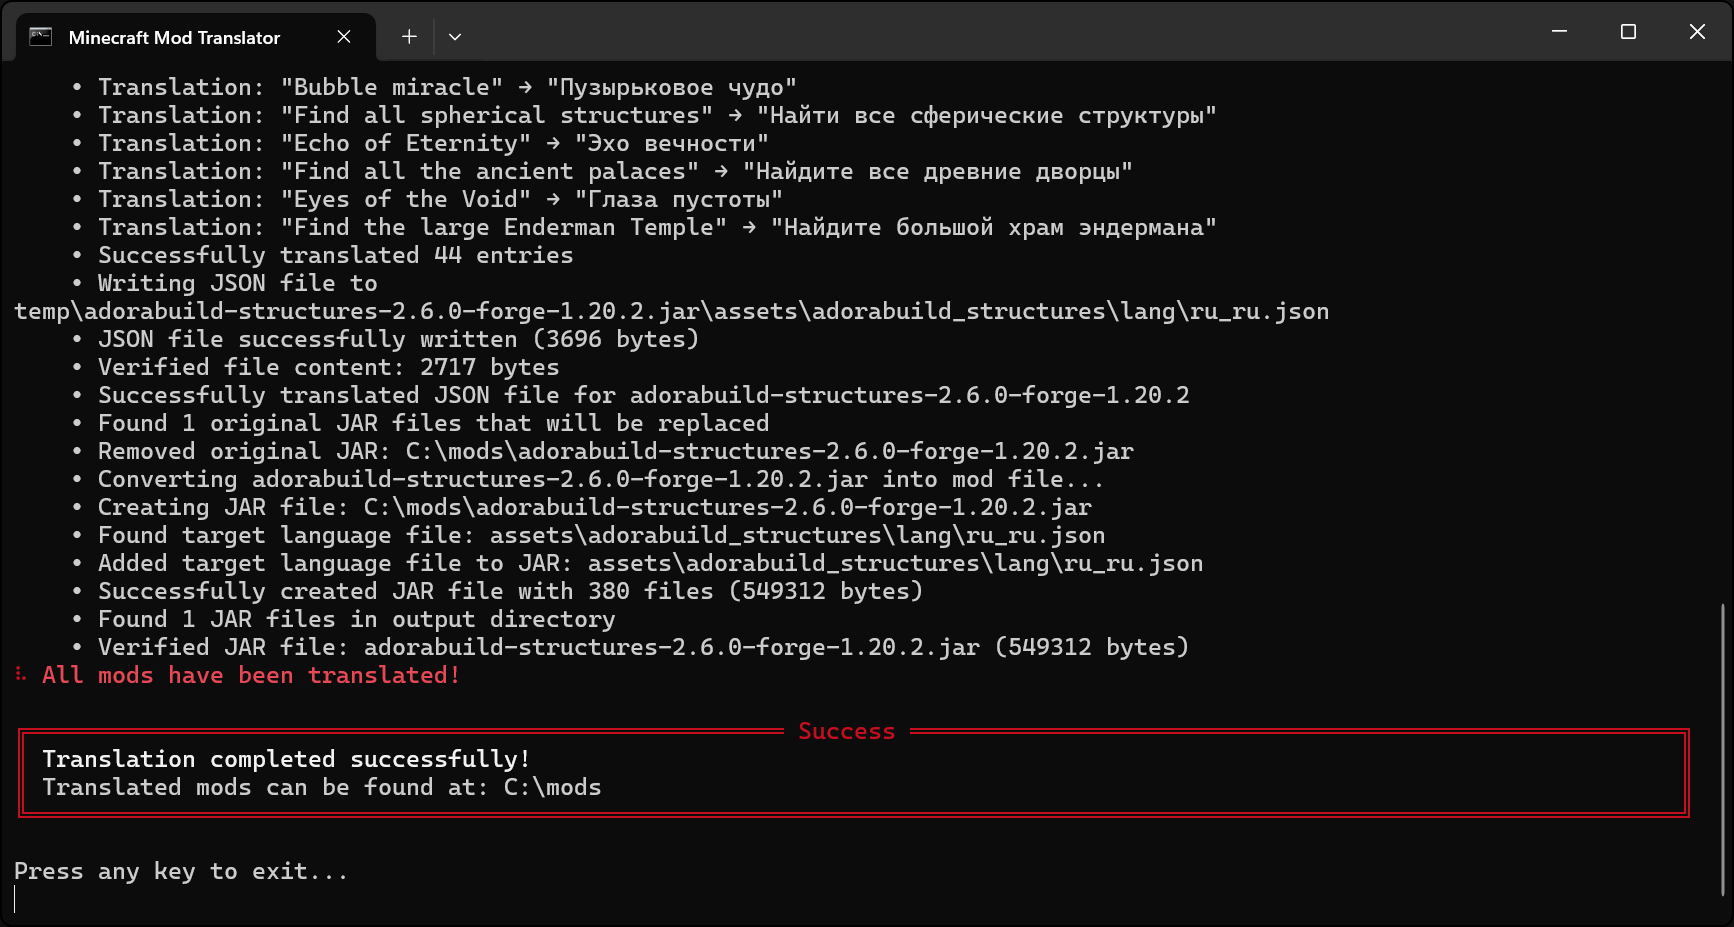 Minecraft Mod Translator
• Translation: "Bubble miracle" → "Пузырьковое чудо"
• Translation: "Find all spherical structures" → "Найти все сферические структуры"
• Translation: "Echo of Eternity" → "Эхо вечности"
• Translation: "Find all the ancient palaces" → "Найдите все древние дворцы"
• Translation: "Eyes of the Void" → "Глаза пустоты"
• Translation: "Find the large Enderman Temple" → "Найдите большой храм эндермана"
• Successfully translated 44 entries
• Writing JSON file to
temp\adorabuild-structures-2.6.0-forge-1.20.2.jar\assets\adorabuild_structures\lang\ru_ru.json
• JSON file successfully written (3696 bytes)
• Verified file content: 2717 bytes
• Successfully translated JSON file for adorabuild-structures-2.6.0-forge-1.20.2
• Found 1 original JAR files that will be replaced
• Removed original JAR: C:\mods\adorabuild-structures-2.6.0-forge-1.20.2.jar
• Converting adorabuild-structures-2.6.0-forge-1.20.2.jar into mod file...
• Creating JAR file: C:\mods\adorabuild-structures-2.6.0-forge-1.20.2.jar
• Found target language file: assets\adorabuild_structures\lang\ru_ru.json
• Added target language file to JAR: assets\adorabuild_structures\lang\ru_ru.json
• Successfully created JAR file with 380 files (549312 bytes)
• Found 1 JAR files in output directory
• Verified JAR file: adorabuild-structures-2.6.0-forge-1.20.2.jar (549312 bytes)
All mods have been translated!
Success
Translation completed successfully!
Translated mods can be found at: C:\mods
Press any key to exit...